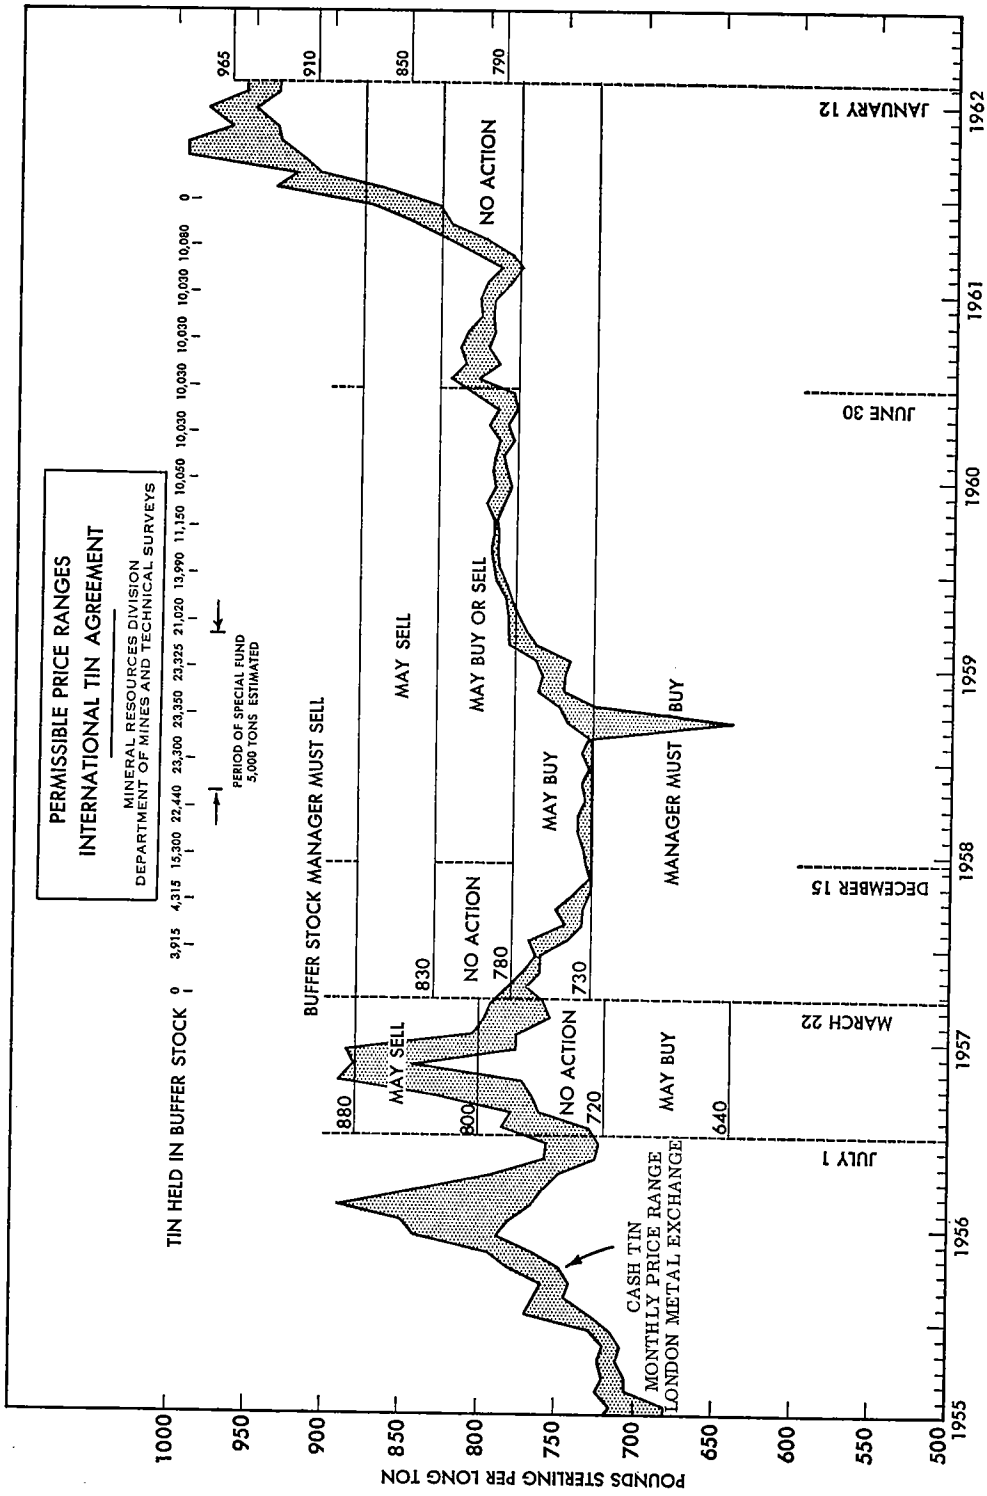 PERMISSIBLE PRICE RANGES
INTERNATIONAL TIN AGREEMENT
MINERAL RESOURCES DIVISION
DEPARTMENT OF MINES AND TECHNICAL SURVEYS
TIN HELD IN BUFFER STOCK 0 3,915 4,315 15,300 22,440 23,300 23,350 23,325 21,020 13,990 11,150 10,050 10,030 10,030 10,030 10,030 10,080 0
PERIOD OF SPECIAL FUND
5,000 TONS ESTIMATED
POUNDS STERLING PER LONG TON
1000
950
900
850
800
750
700
650
600
550
500
BUFFER STOCK MANAGER MUST SELL
880
MAY SELL
800
NO ACTION
720
MAY BUY
640
830
NO ACTION
780
730
MAY SELL
MAY BUY OR SELL
MAY BUY
MANAGER MUST BUY
NO ACTION
965
910
850
790
CASH TIN
MONTHLY PRICE RANGE
LONDON METAL EXCHANGE
JULY 1
MARCH 22
DECEMBER 15
JUNE 30
JANUARY 12
1955 1956 1957 1958 1959 1960 1961 1962